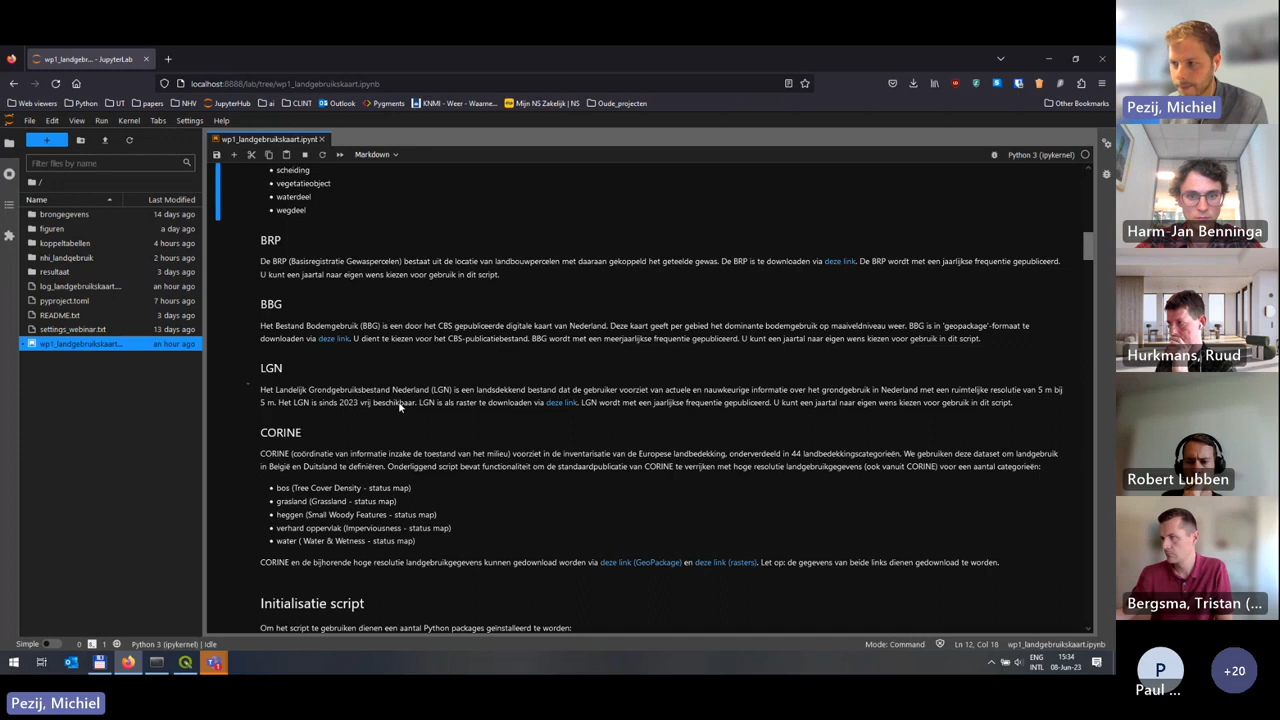 wp1_landgebr... - JupyterLab
localhost:8888/lab/tree/wp1_landgebruikskaart.ipynb
Web viewers Python UT papers NHV JupyterHub ai CLINT Outlook Pygments KNMI - Weer - Waarne... Mijn NS Zakelijk | NS Oude_projecten Other Bookmarks
File Edit View Run Kernel Tabs Settings Help
wp1_landgebruikskaart.ipynb
Filter files by name
Markdown
Python 3 (ipykernel)
/
Name Last Modified
brongegevens 14 days ago
figuren a day ago
koppeltabellen 4 hours ago
nhi_landgebruik an hour ago
resultaat 13 days ago
log_landgebruikskaart.... an hour ago
pyproject.toml 7 hours ago
README.txt an hour ago
settings_webinar.txt 13 days ago
wp1_landgebruikskaart... an hour ago
scheiding
vegetatieobject
waterdeel
wegdeel
BRP
De BRP (Basisregistratie Gewaspercelen) bestaat uit de locatie van landbouwpercelen met daaraan gekoppeld het geteelde gewas. De BRP is te downloaden via deze link. De BRP wordt met een jaarlijkse frequentie gepubliceerd.
U kunt een jaartal naar eigen wens kiezen voor gebruik in dit script.
BBG
Het Bestand Bodemgebruik (BBG) is een door het CBS gepubliceerde digitale kaart van Nederland. Deze kaart geeft per gebied het dominante bodemgebruik op maaiveldniveau weer. BBG is in 'geopackage'-formaat te
downloaden via deze link. U dient te kiezen voor het CBS-publicatiebestand. BBG wordt met een meerjaarlijkse frequentie gepubliceerd. U kunt een jaartal naar eigen wens kiezen voor gebruik in dit script.
LGN
Het Landelijk Grondgebruiksbestand Nederland (LGN) is een landsdekkend bestand dat de gebruiker voorziet van actuele en nauwkeurige informatie over het grondgebruik in Nederland met een ruimtelijke resolutie van 5 m bij
5 m. Het LGN is sinds 2023 vrij beschikbaar. LGN is als raster te downloaden via deze link. LGN wordt met een jaarlijkse frequentie gepubliceerd. U kunt een jaartal naar eigen wens kiezen voor gebruik in dit script.
CORINE
CORINE (coördinatie van informatie inzake de toestand van het milieu) voorziet in de inventarisatie van de Europese landbedekking, onderverdeeld in 44 landbedekkingscategorieën. We gebruiken deze dataset om landgebruik
in België en Duitsland te definiëren. Onderliggend script bevat functionaliteit om de standaardpublicatie van CORINE te verrijken met hoge resolutie landgebruikgegevens (ook vanuit CORINE) voor een aantal categorieën:
bos (Tree Cover Density - status map)
grasland (Grassland - status map)
heggen (Small Woody Features - status map)
verhard oppervlak (Imperviousness - status map)
water ( Water & Wetness - status map)
CORINE en de bijhorende hoge resolutie landgebruikgegevens kunnen gedownload worden via deze link (GeoPackage) en deze link (rasters). Let op: de gegevens van beide links dienen gedownload te worden.
Initialisatie script
Om het script te gebruiken dienen een aantal Python packages geïnstalleerd te worden:
Simple 0 1 Python 3 (ipykernel) | Idle Mode: Command Ln 12, Col 18 wp1_landgebruikskaart.ipynb
ENG
INTL
15:34
08-Jun-23
Pezij, Michiel
Pezij, Michiel
Harm-Jan Benninga
Hurkmans, Ruud
Robert Lubben
Bergsma, Tristan (...
P
Paul ...
+20